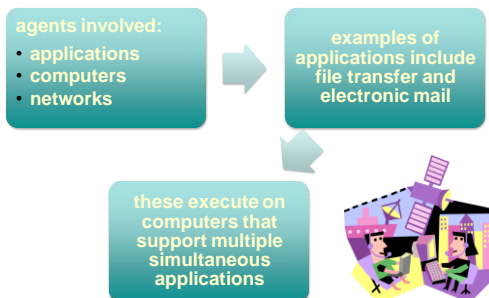 agents involved:
• applications
• computers
• networks
examples of
applications include
file transfer and
electronic mail
these execute on
computers that
support multiple
simultaneous
applications